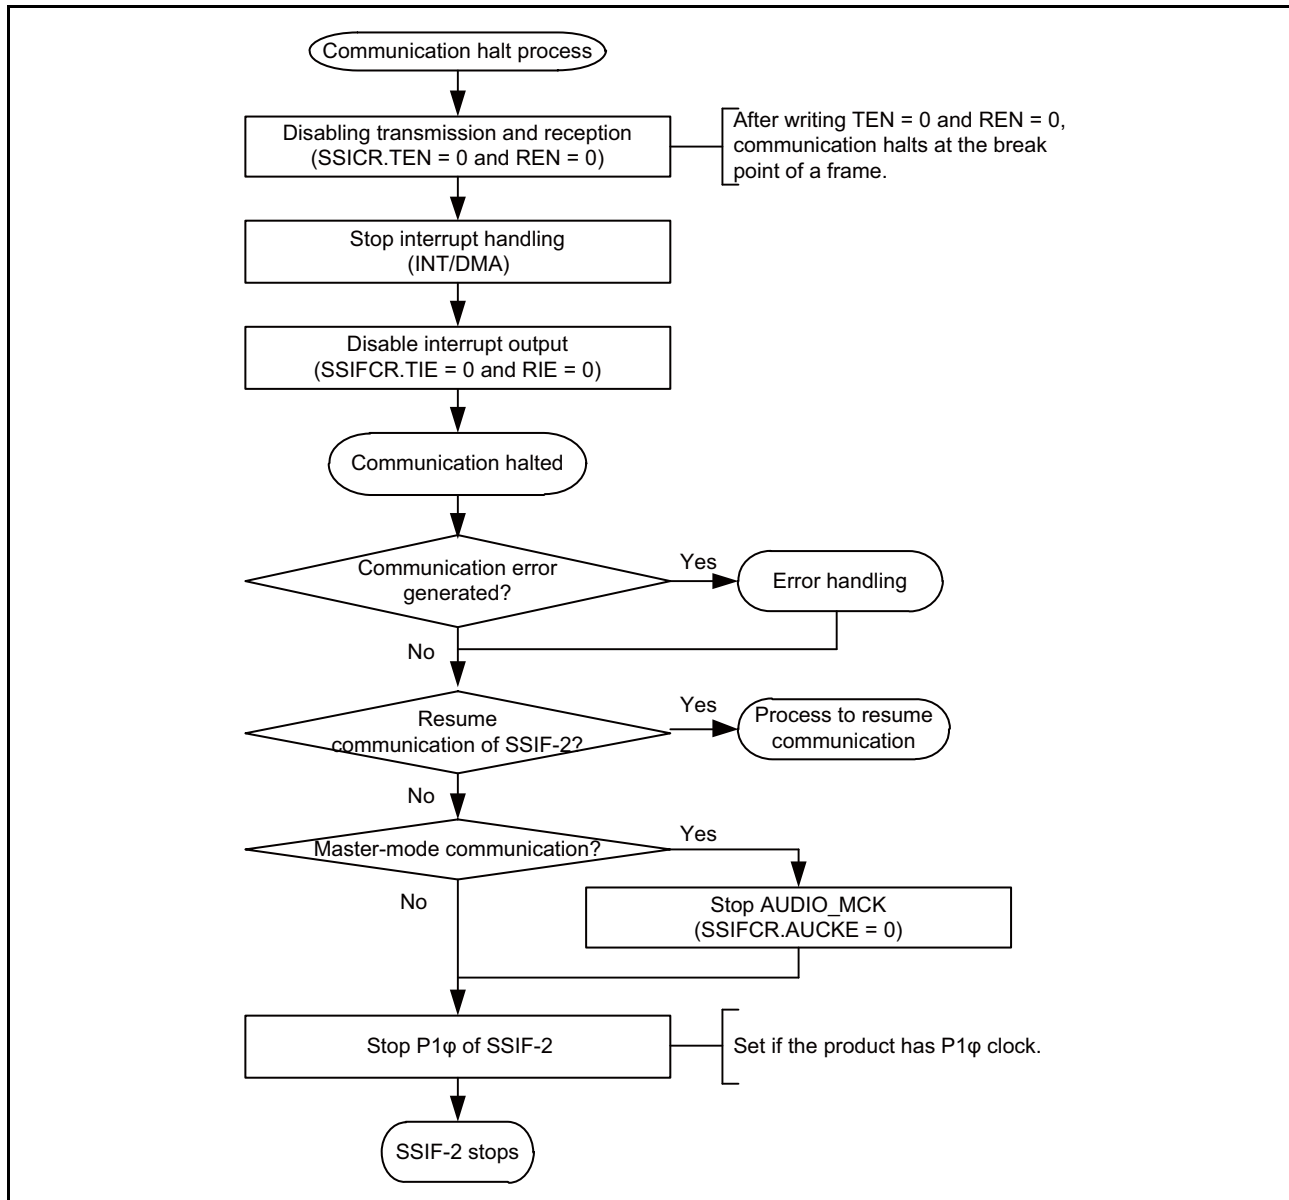 Communication halt process
Disabling transmission and reception
(SSICR.TEN = 0 and REN = 0)
After writing TEN = 0 and REN = 0,
communication halts at the break
point of a frame.
Stop interrupt handling
(INT/DMA)
Disable interrupt output
(SSIFCR.TIE = 0 and RIE = 0)
Communication halted
Communication error
generated?
Yes
Error handling
No
Resume
communication of SSIF-2?
Yes
Process to resume
communication
No
Master-mode communication?
Yes
No
Stop AUDIO_MCK
(SSIFCR.AUCKE = 0)
Stop P1φ of SSIF-2
Set if the product has P1φ clock.
SSIF-2 stops